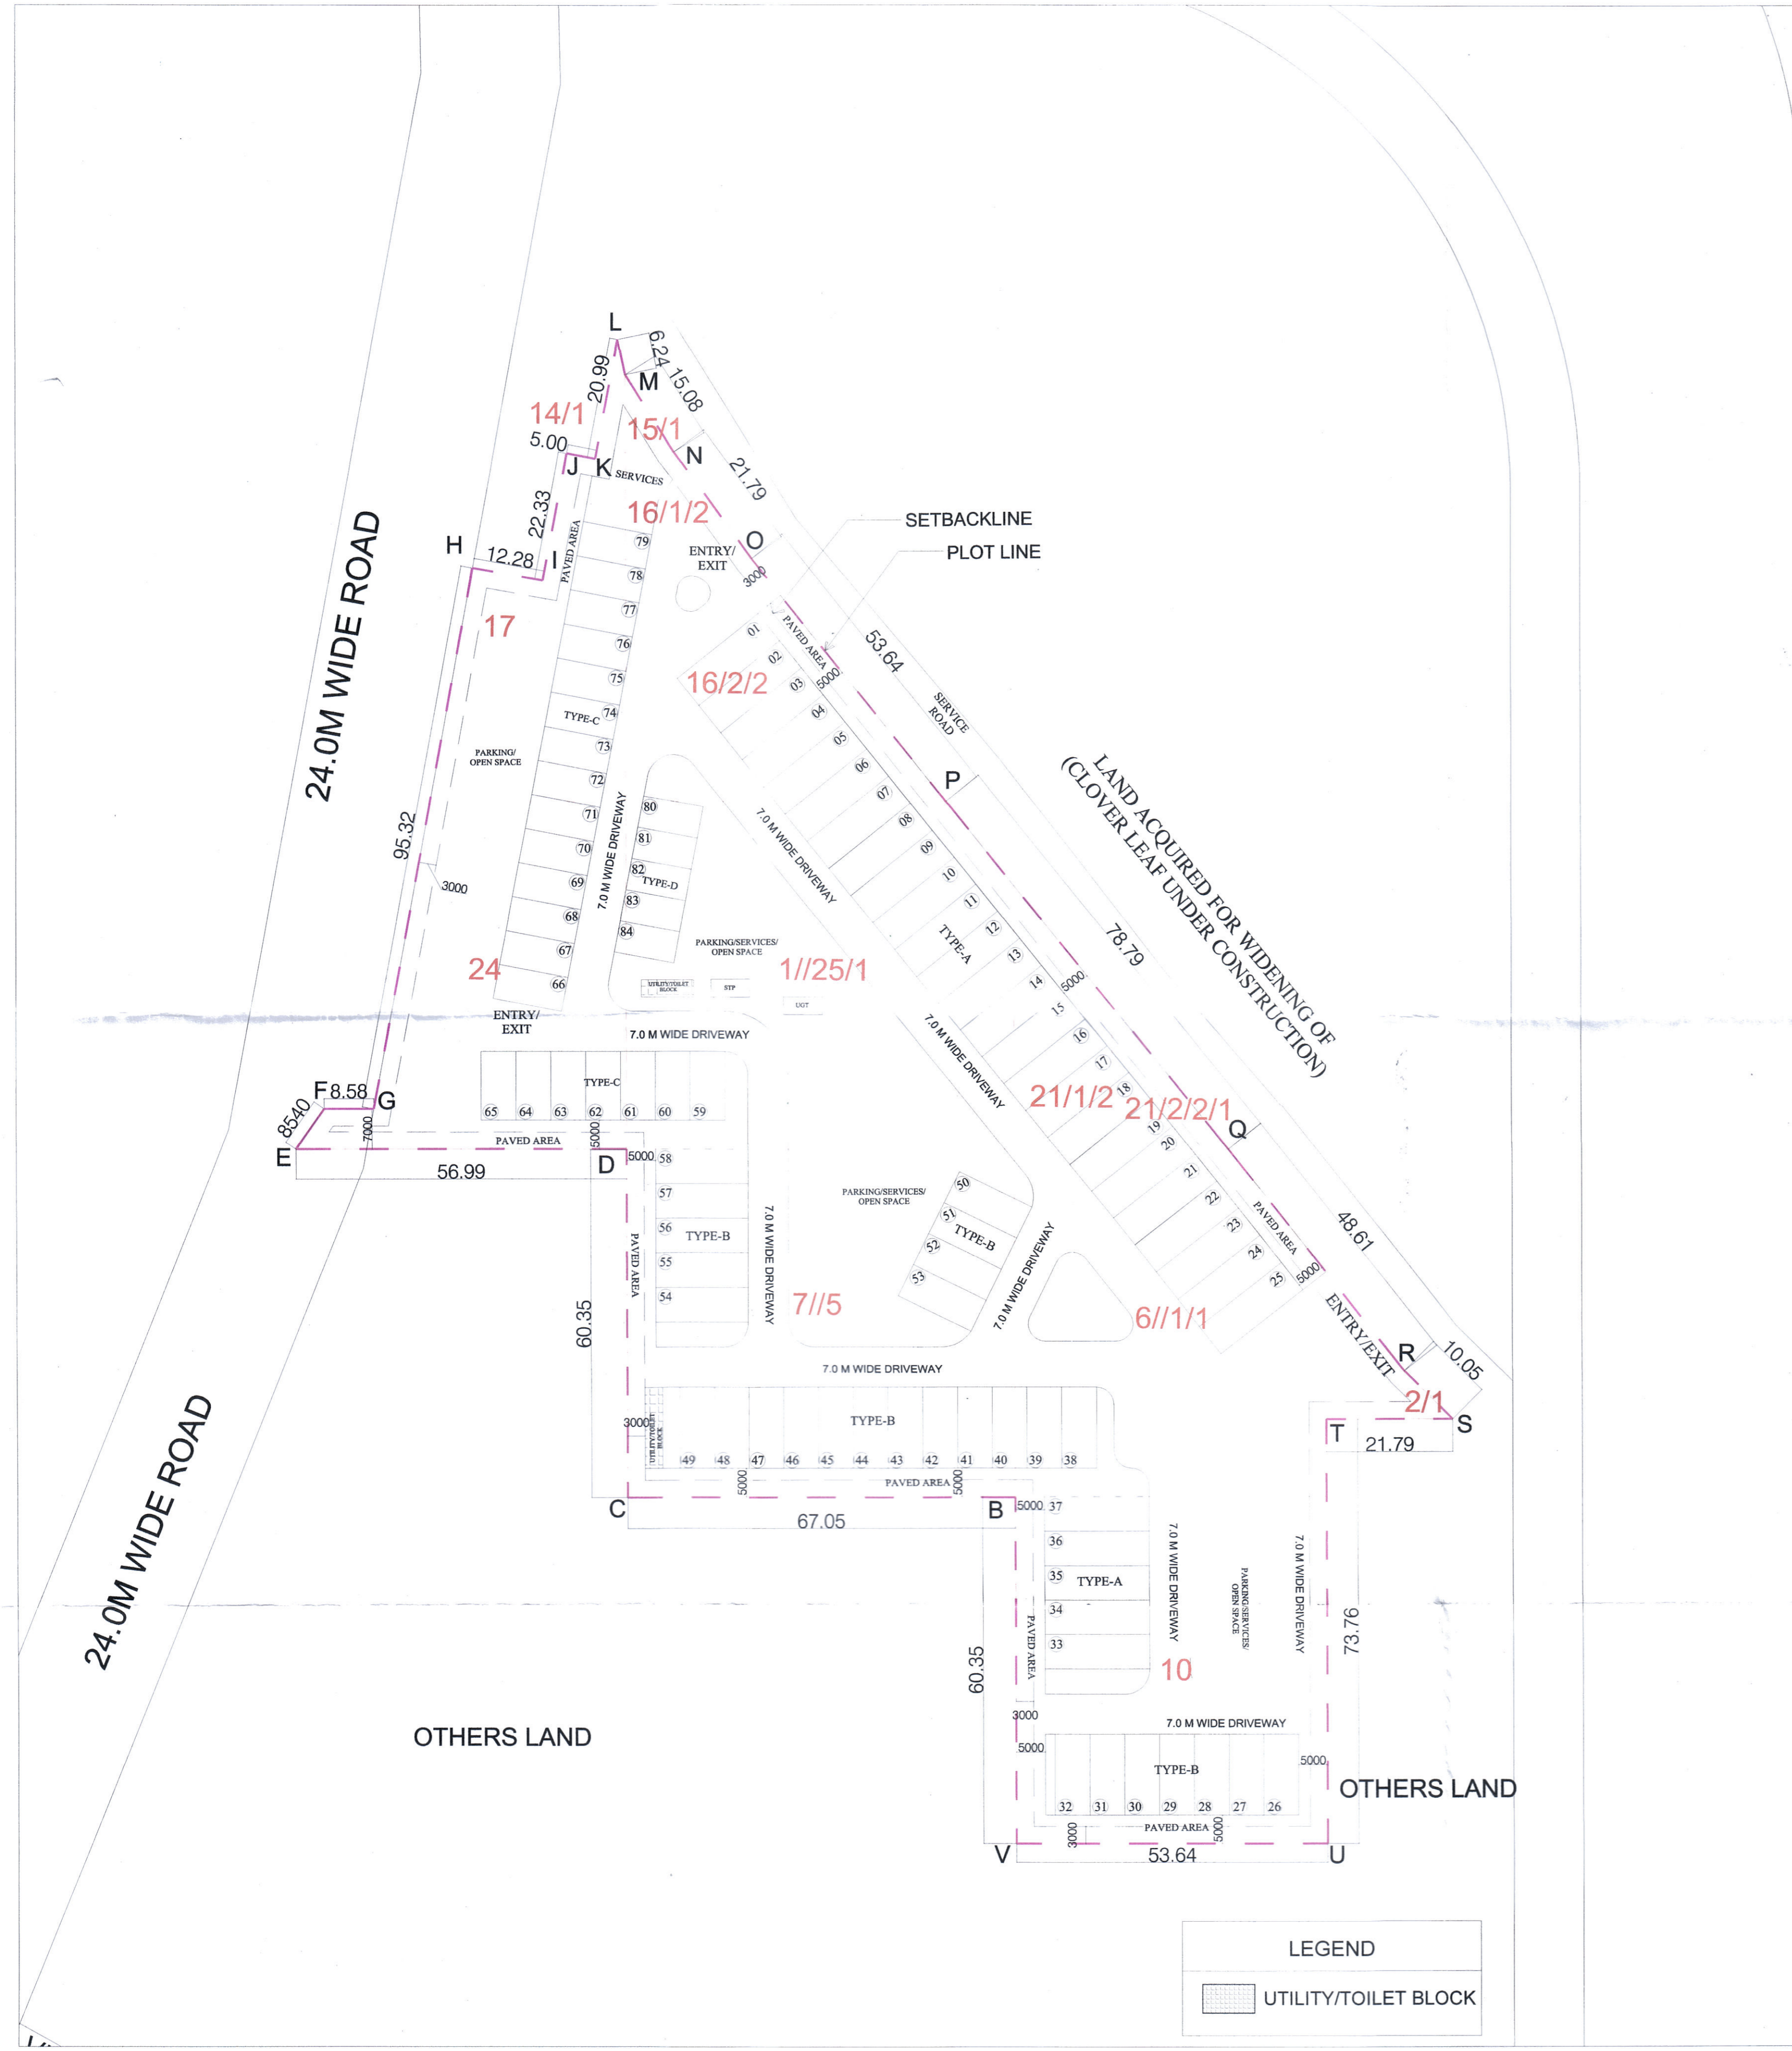 L
6.24
20.99
M
15.08
14/1
15/1
5.00
N
J
K
SERVICES
21.79
22.33
16/1/2
SETBACKLINE
O
H
12.28
I
ENTRY/
EXIT
PLOT LINE
3000
PAVED AREA
79
78
24.0M WIDE ROAD
17
77
01
PAVED AREA
53.64
76
02
16/2/2
03
5000
75
SERVICE
ROAD
04
TYPE-C
74
05
73
PARKING/
OPEN SPACE
06
P
72
07
LAND ACQUIRED FOR WIDENING OF
(CLOVER LEAF UNDER CONSTRUCTION)
80
71
08
7.0 M WIDE DRIVEWAY
7.0 M WIDE DRIVEWAY
95.32
81
70
09
82
TYPE-D
69
10
3000
83
11
68
84
12
TYPE-A
78.79
67
PARKING/SERVICES/
OPEN SPACE
13
24
1//25/1
14
5000
66
UTILITY/TOILET
BLOCK
STP
UGT
15
ENTRY/
EXIT
7.0 M WIDE DRIVEWAY
16
7.0 M WIDE DRIVEWAY
17
TYPE-C
18
F
8.58
G
21/1/2
21/2/2/1
65
64
63
62
61
60
59
8540
7000
19
Q
20
PAVED AREA
5000
E
D
5000
58
21
56.99
57
PARKING/SERVICES/
OPEN SPACE
50
22
51
PAVED AREA
48.61
56
TYPE-B
52
TYPE-B
23
55
53
24
PAVED AREA
7.0 M WIDE DRIVEWAY
7.0 M WIDE DRIVEWAY
25
5000
54
7//5
6//1/1
60.35
ENTRY/EXIT
R
10.05
7.0 M WIDE DRIVEWAY
2/1
3000
UTILITY/TOILET
BLOCK
TYPE-B
T
S
21.79
49
48
47
46
45
44
43
42
41
40
39
38
5000
PAVED AREA
5000
C
B
5000
37
67.05
36
35
TYPE-A
34
33
7.0 M WIDE DRIVEWAY
PARKING/SERVICES/
OPEN SPACE
7.0 M WIDE DRIVEWAY
73.76
24.0M WIDE ROAD
PAVED AREA
60.35
10
3000
7.0 M WIDE DRIVEWAY
OTHERS LAND
5000
5000
TYPE-B
OTHERS LAND
32
31
30
29
28
27
26
3000
PAVED AREA
5000
V
53.64
U
LEGEND
UTILITY/TOILET BLOCK